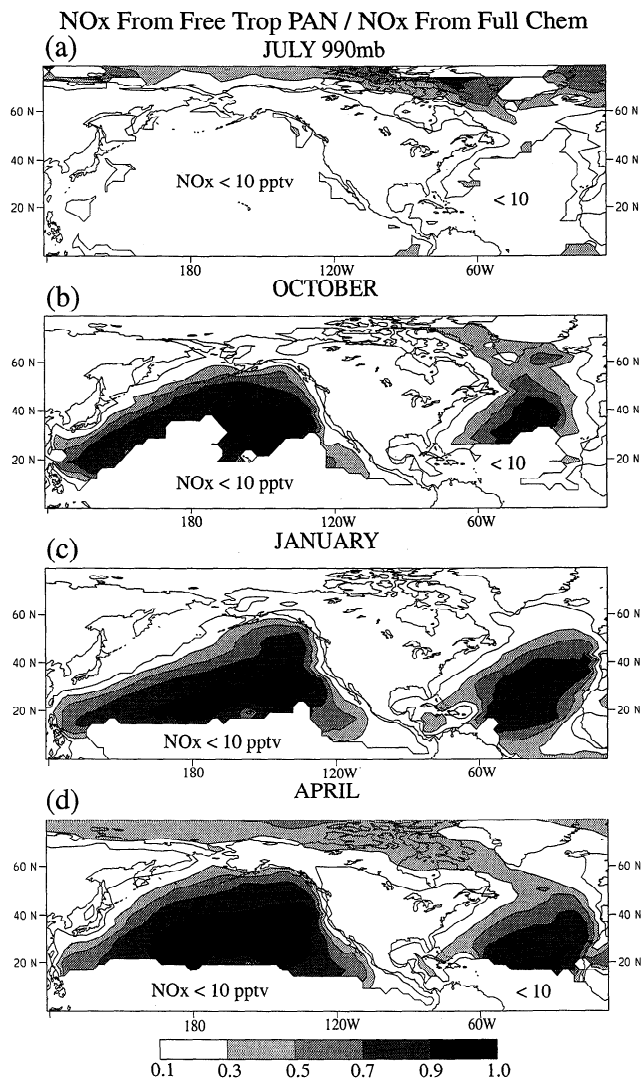 NOx From Free Trop PAN / NOx From Full Chem
(a)
JULY 990mb
60 N
60 N
40 N
40 N
NOx < 10 pptv
< 10
20 N
20 N
180
120W
60W
(b)
OCTOBER
60 N
60 N
40 N
40 N
20 N
20 N
< 10
NOx < 10 pptv
180
120W
60W
(c)
JANUARY
60 N
60 N
40 N
40 N
20 N
20 N
NOx < 10 pptv
180
120W
60W
(d)
APRIL
60 N
60 N
40 N
40 N
20 N
20 N
NOx < 10 pptv
< 10
180
120W
60W
0.1
0.3
0.5
0.7
0.9
1.0